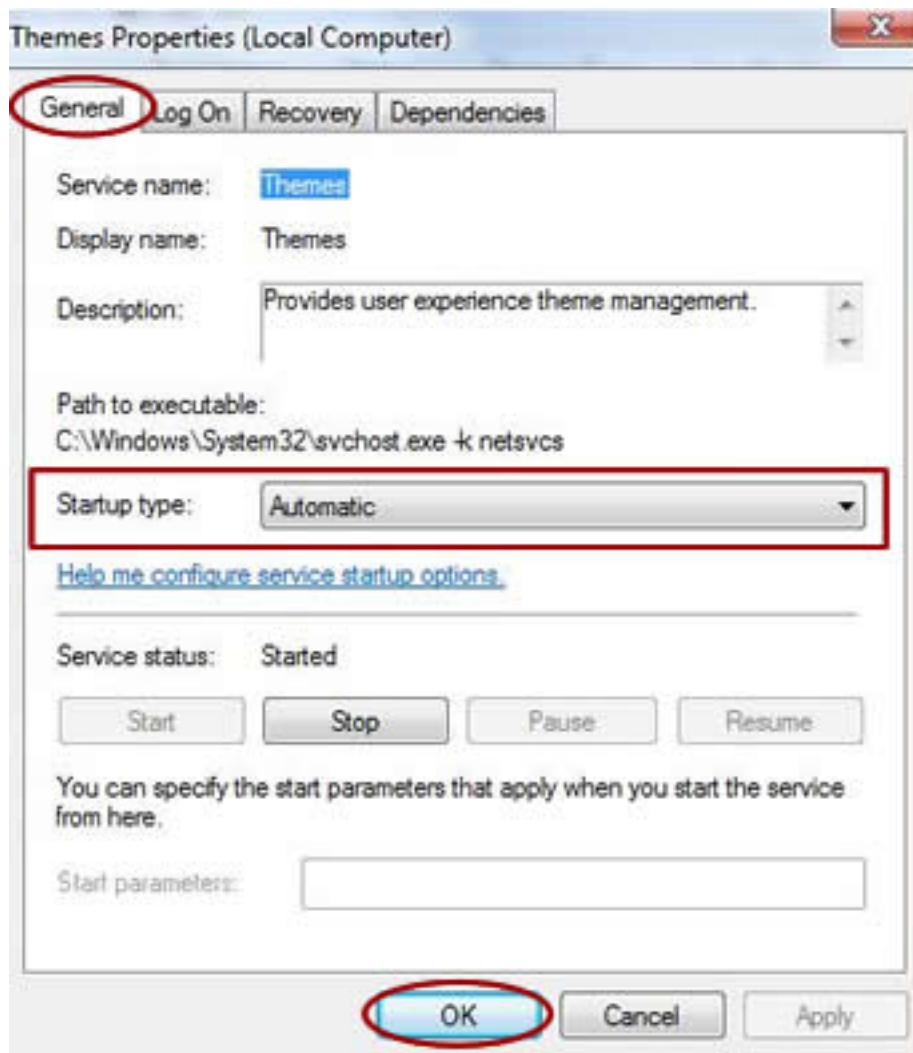 Themes Properties (Local Computer)
General Log On Recovery Dependencies
Service name: Themes
Display name: Themes
Description: Provides user experience theme management.
Path to executable:
C:\Windows\System32\svchost.exe -k netsvcs
Startup type: Automatic
Help me configure service startup options.
Service status: Started
Start Stop Pause Resume
You can specify the start parameters that apply when you start the service
from here.
Start parameters:
OK Cancel Apply